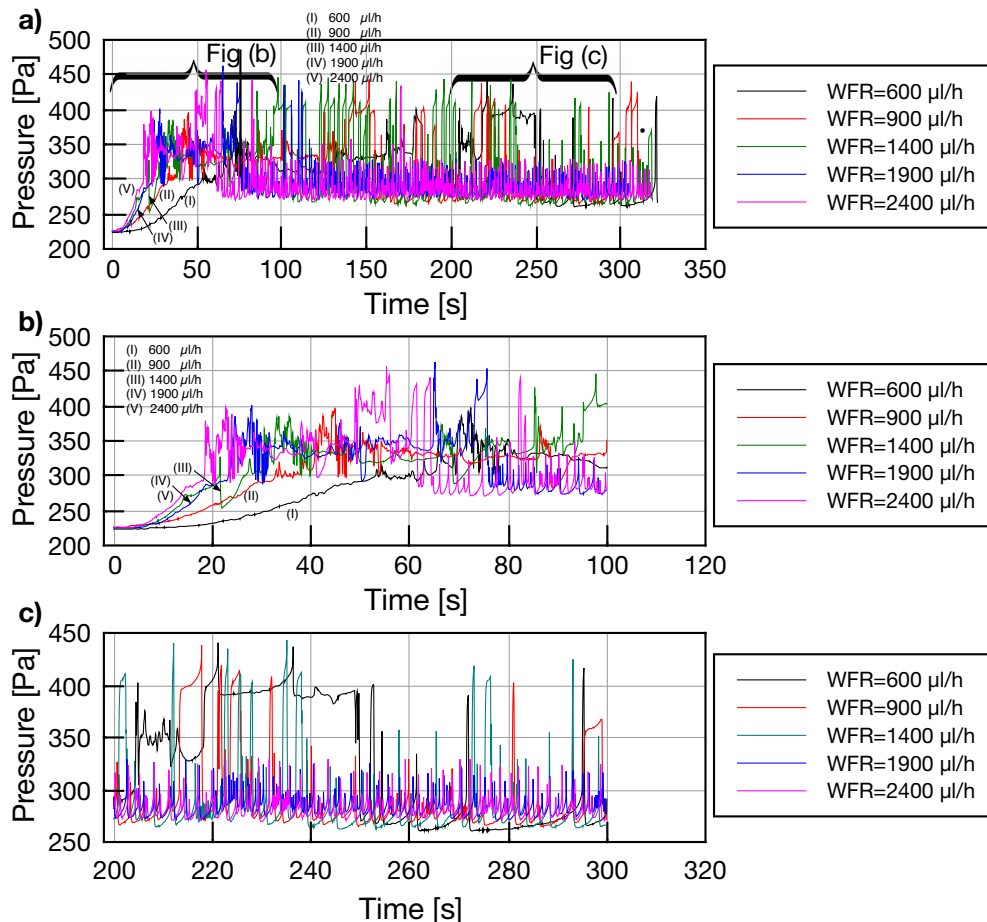 a)
(I) 600 µl/h
(II) 900 µl/h
(III) 1400 µl/h
(IV) 1900 µl/h
(V) 2400 µl/h
Fig (b)
Fig (c)
500
450
400
350
300
250
200
Pressure [Pa]
(V)
(II)
(I)
(III)
(IV)
0 50 100 150 200 250 300 350
Time [s]
WFR=600 µl/h
WFR=900 µl/h
WFR=1400 µl/h
WFR=1900 µl/h
WFR=2400 µl/h
b)
(I) 600 µl/h
(II) 900 µl/h
(III) 1400 µl/h
(IV) 1900 µl/h
(V) 2400 µl/h
500
450
400
350
300
250
200
Pressure [Pa]
(III)
(IV)
(V)
(II)
(I)
0 20 40 60 80 100 120
Time [s]
WFR=600 µl/h
WFR=900 µl/h
WFR=1400 µl/h
WFR=1900 µl/h
WFR=2400 µl/h
c)
450
400
350
300
250
Pressure [Pa]
200 220 240 260 280 300 320
Time [s]
WFR=600 µl/h
WFR=900 µl/h
WFR=1400 µl/h
WFR=1900 µl/h
WFR=2400 µl/h